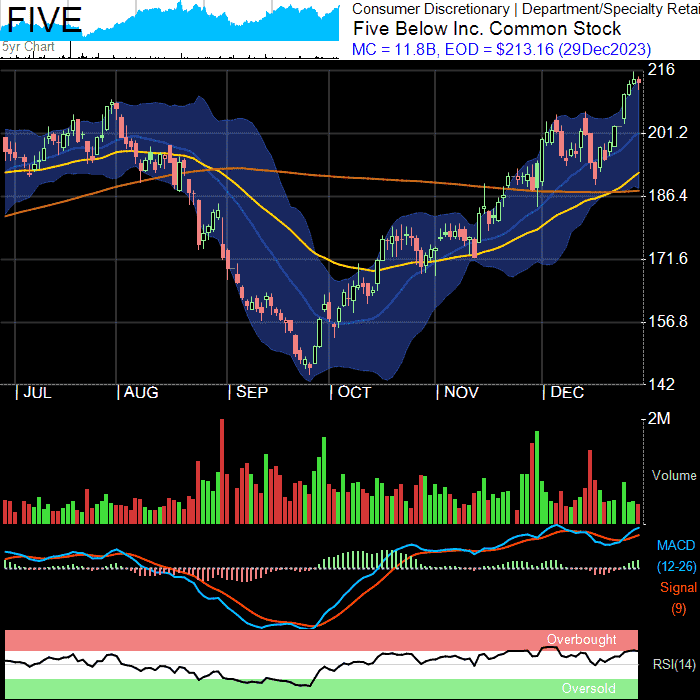 FIVE
5yr Chart
Consumer Discretionary | Department/Specialty Retai
Five Below Inc. Common Stock
MC = 11.8B, EOD = $213.16 (29Dec2023)
216
201.2
186.4
171.6
156.8
142
JUL AUG SEP OCT NOV DEC
2M
Volume
MACD
(12-26)
Signal
(9)
Overbought
RSI(14)
Oversold